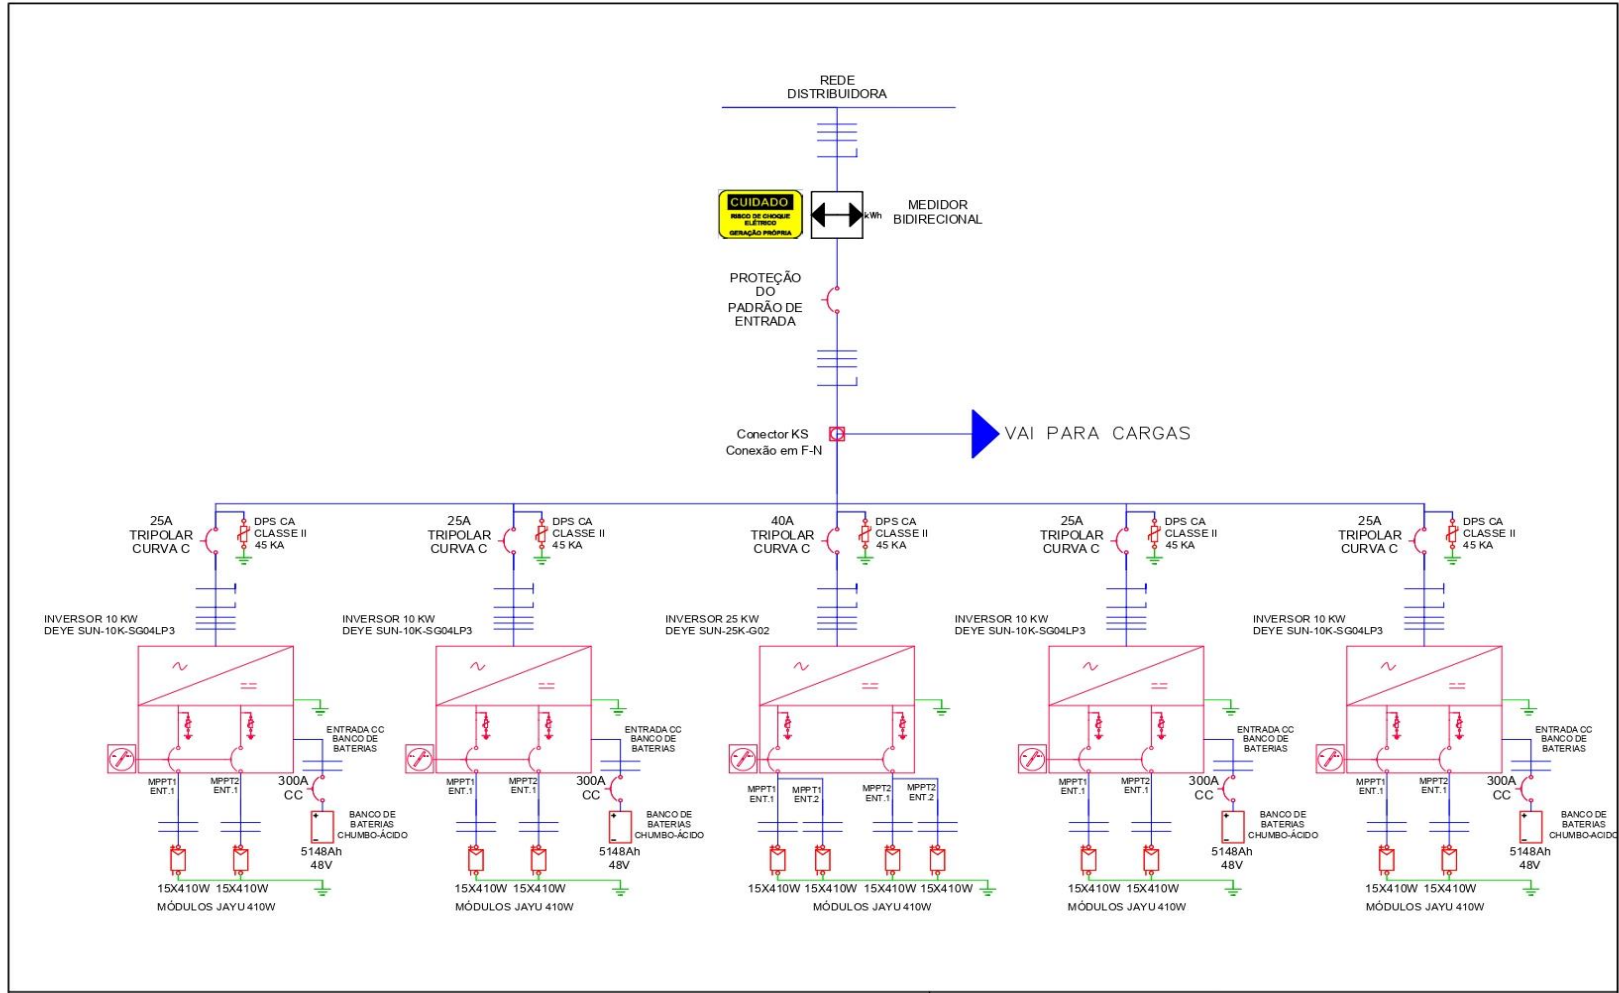 REDE
DISTRIBUIDORA
CUIDADO
RISCO DE CHOQUE
ELÉTRICO
GERAÇÃO PRÓPRIA
kWh
MEDIDOR
BIDIRECIONAL
PROTEÇÃO
DO
PADRÃO DE
ENTRADA
Conector KS
Conexão em F-N
VAI PARA CARGAS
25A
TRIPOLAR
CURVA C
DPS CA
CLASSE II
45 KA
INVERSOR 10 KW
DEYE SUN-10K-SG04LP3
ENTRADA CC
BANCO DE
BATERIAS
MPPT1
ENT.1
MPPT2
ENT.1
300A
CC
BANCO DE
BATERIAS
CHUMBO-ÁCIDO
5148Ah
48V
15X410W
15X410W
MÓDULOS JAYU 410W
25A
TRIPOLAR
CURVA C
DPS CA
CLASSE II
45 KA
INVERSOR 10 KW
DEYE SUN-10K-SG04LP3
ENTRADA CC
BANCO DE
BATERIAS
MPPT1
ENT.1
MPPT2
ENT.1
300A
CC
BANCO DE
BATERIAS
CHUMBO-ÁCIDO
5148Ah
48V
15X410W
15X410W
MÓDULOS JAYU 410W
40A
TRIPOLAR
CURVA C
DPS CA
CLASSE II
45 KA
INVERSOR 25 KW
DEYE SUN-25K-G02
MPPT1
ENT.1
MPPT1
ENT.2
MPPT2
ENT.1
MPPT2
ENT.2
15X410W
15X410W
15X410W
15X410W
MÓDULOS JAYU 410W
25A
TRIPOLAR
CURVA C
DPS CA
CLASSE II
45 KA
INVERSOR 10 KW
DEYE SUN-10K-SG04LP3
ENTRADA CC
BANCO DE
BATERIAS
MPPT1
ENT.1
MPPT2
ENT.1
300A
CC
BANCO DE
BATERIAS
CHUMBO-ÁCIDO
5148Ah
48V
15X410W
15X410W
MÓDULOS JAYU 410W
25A
TRIPOLAR
CURVA C
DPS CA
CLASSE II
45 KA
INVERSOR 10 KW
DEYE SUN-10K-SG04LP3
ENTRADA CC
BANCO DE
BATERIAS
MPPT1
ENT.1
MPPT2
ENT.1
300A
CC
BANCO DE
BATERIAS
CHUMBO-ACIDO
5148Ah
48V
15X410W
15X410W
MÓDULOS JAYU 410W